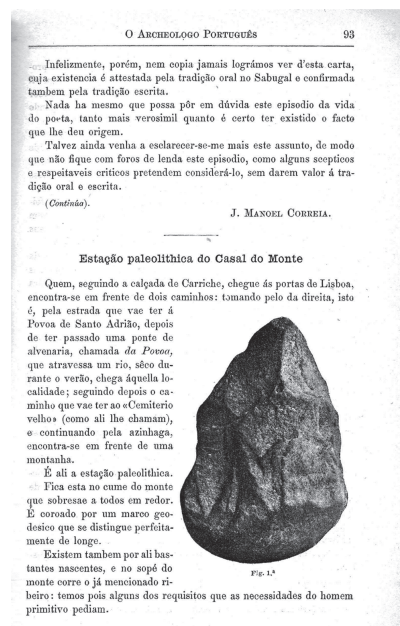 O ARCHEOLOGO PORTUGUÊS 93
Infelizmente, porém, nem copia jamais lográmos ver d'esta carta,
cuja existencia é attestada pela tradição oral no Sabugal e confirmada
tambem pela tradição escrita.
Nada ha mesmo que possa pôr em dúvida este episodio da vida
do poeta, tanto mais verosimil quanto é certo ter existido o facto
que lhe deu origem.
Talvez ainda venha a esclarecer-se-me mais este assunto, de modo
que não fique com foros de lenda este episodio, como alguns scepticos
e respeitaveis criticos pretendem considerá-lo, sem darem valor á tra-
dição oral e escrita.
(Contínúa).
J. MANOEL CORREIA.
Estação paleolithica do Casal do Monte
Quem, seguindo a calçada de Carriche, chegue ás portas de Lisboa,
encontra-se em frente de dois caminhos: tomando pelo da direita, isto
é, pela estrada que vae ter á
Povoa de Santo Adrião, depois
de ter passado uma ponte de
alvenaria, chamada da Povoa,
que atravessa um rio, sêco du-
rante o verão, chega áquella lo-
calidade; seguindo depois o ca-
minho que vae ter ao «Cemiterio
velho» (como ali lhe chamam),
e continuando pela azinhaga,
encontra-se em frente de uma
montanha.
É ali a estação paleolithica.
Fica esta no cume do monte
que sobresae a todos em redor.
É coroado por um marco geo-
desico que se distingue perfeita-
mente de longe.
Existem tambem por ali bas-
tantes nascentes, e no sopé do
monte corre o já mencionado ri-
beiro: temos pois alguns dos requisitos que as necessidades do homem
primitivo pediam.
Fig. 1.ª